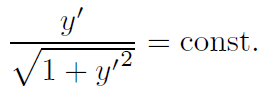 y′ / √(1 + y′²) = const.